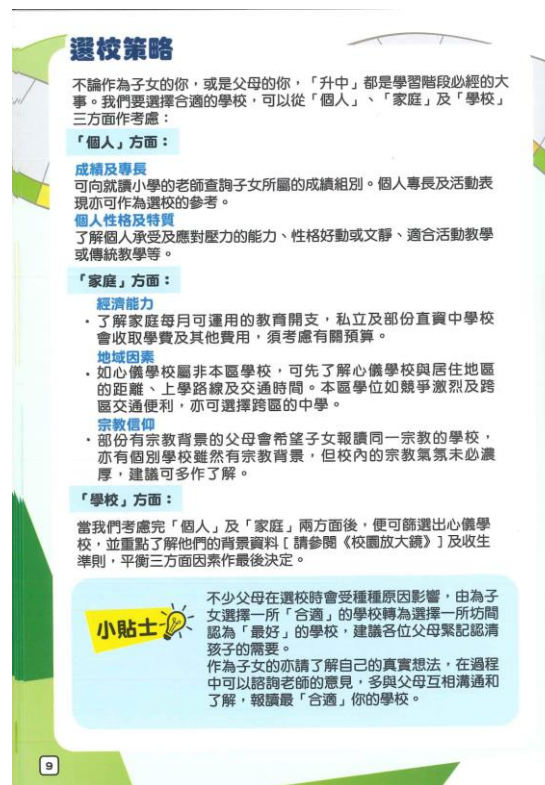 選校策略
不論作為子女的你，或是父母的你，「升中」都是學習階段必經的大
事。我們要選擇合適的學校，可以從「個人」、「家庭」及「學校」
三方面作考慮：
「個人」方面：
成績及專長
可向就讀小學的老師查詢子女所屬的成績組別。個人專長及活動表
現亦可作為選校的參考。
個人性格及特質
了解個人承受及應對壓力的能力、性格好動或文靜、適合活動教學
或傳統教學等。
「家庭」方面：
經濟能力
・了解家庭每月可運用的教育開支，私立及部份直資中學校
會收取學費及其他費用，須考慮有關預算。
地域因素
・如心儀學校屬非本區學校，可先了解心儀學校與居住地區
的距離、上學路線及交通時間。本區學位如競爭激烈及跨
區交通便利，亦可選擇跨區的中學。
宗教信仰
・部份有宗教背景的父母會希望子女報讀同一宗教的學校，
亦有個別學校雖然有宗教背景，但校內的宗教氣氛未必濃
厚，建議可多作了解。
「學校」方面：
當我們考慮完「個人」及「家庭」兩方面後，便可篩選出心儀學
校，並重點了解他們的背景資料 [ 請參閱《校園放大鏡》] 及收生
準則，平衡三方面因素作最後決定。
小貼士
不少父母在選校時會受種種原因影響，由為子
女選擇一所「合適」的學校轉為選擇一所坊間
認為「最好」的學校，建議各位父母緊記認清
孩子的需要。
作為子女的亦請了解自己的真實想法，在過程
中可以諮詢老師的意見，多與父母互相溝通和
了解，報讀最「合適」你的學校。
9